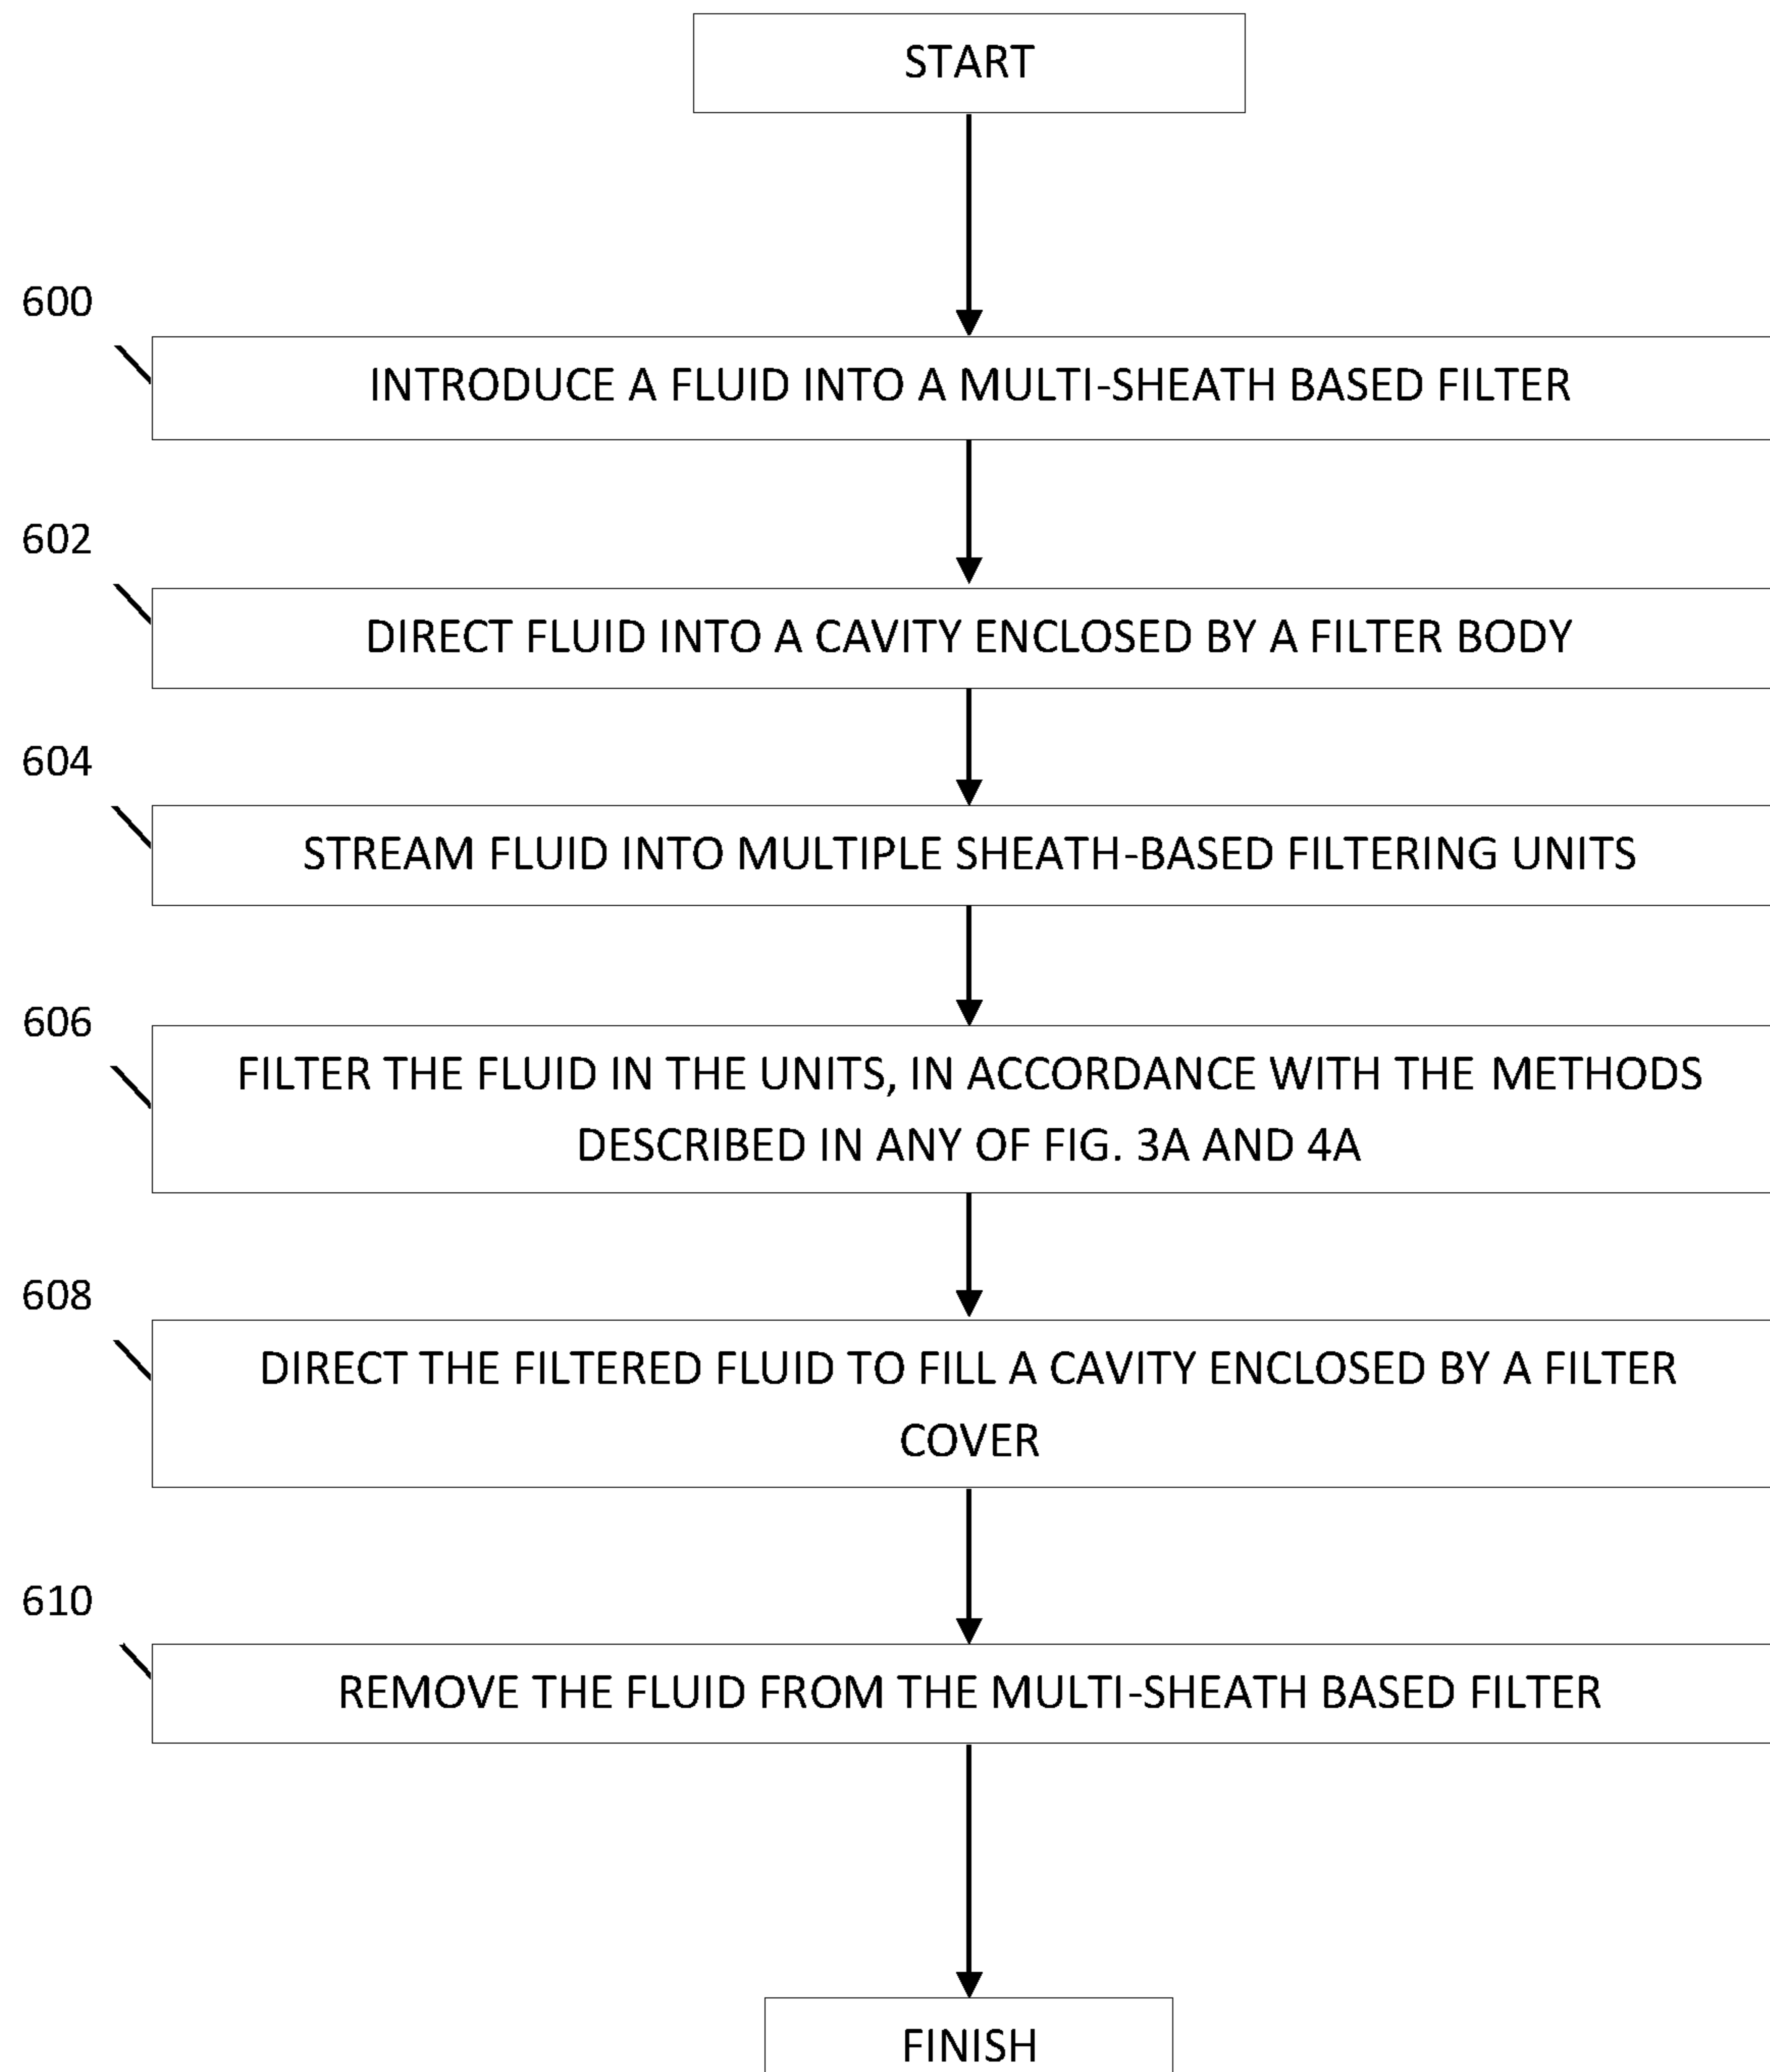 START
600
INTRODUCE A FLUID INTO A MULTI-SHEATH BASED FILTER
602
DIRECT FLUID INTO A CAVITY ENCLOSED BY A FILTER BODY
604
STREAM FLUID INTO MULTIPLE SHEATH-BASED FILTERING UNITS
606
FILTER THE FLUID IN THE UNITS, IN ACCORDANCE WITH THE METHODS
DESCRIBED IN ANY OF FIG. 3A AND 4A
608
DIRECT THE FILTERED FLUID TO FILL A CAVITY ENCLOSED BY A FILTER
COVER
610
REMOVE THE FLUID FROM THE MULTI-SHEATH BASED FILTER
FINISH